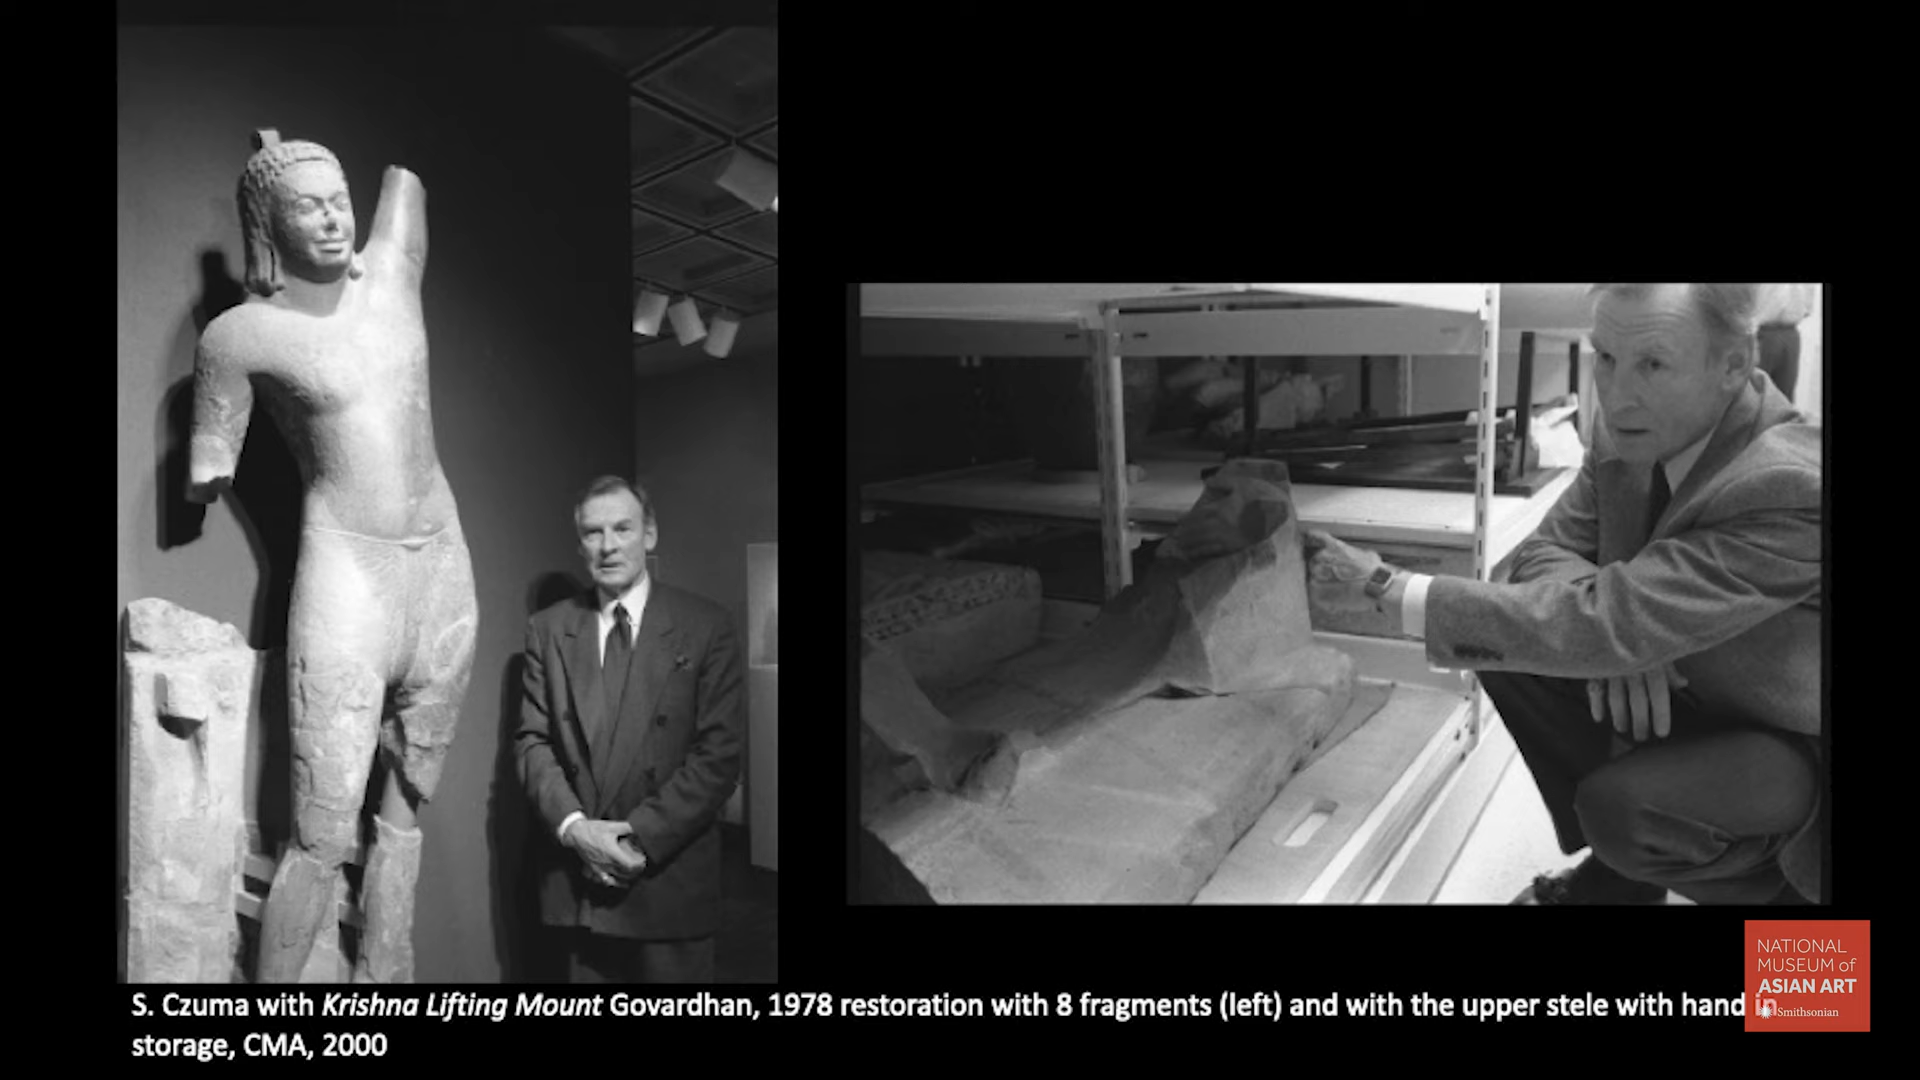 S. Czuma with Krishna Lifting Mount Govardhan, 1978 restoration with 8 fragments (left) and with the upper stele with hand in
storage, CMA, 2000
NATIONAL
MUSEUM of
ASIAN ART
Smithsonian